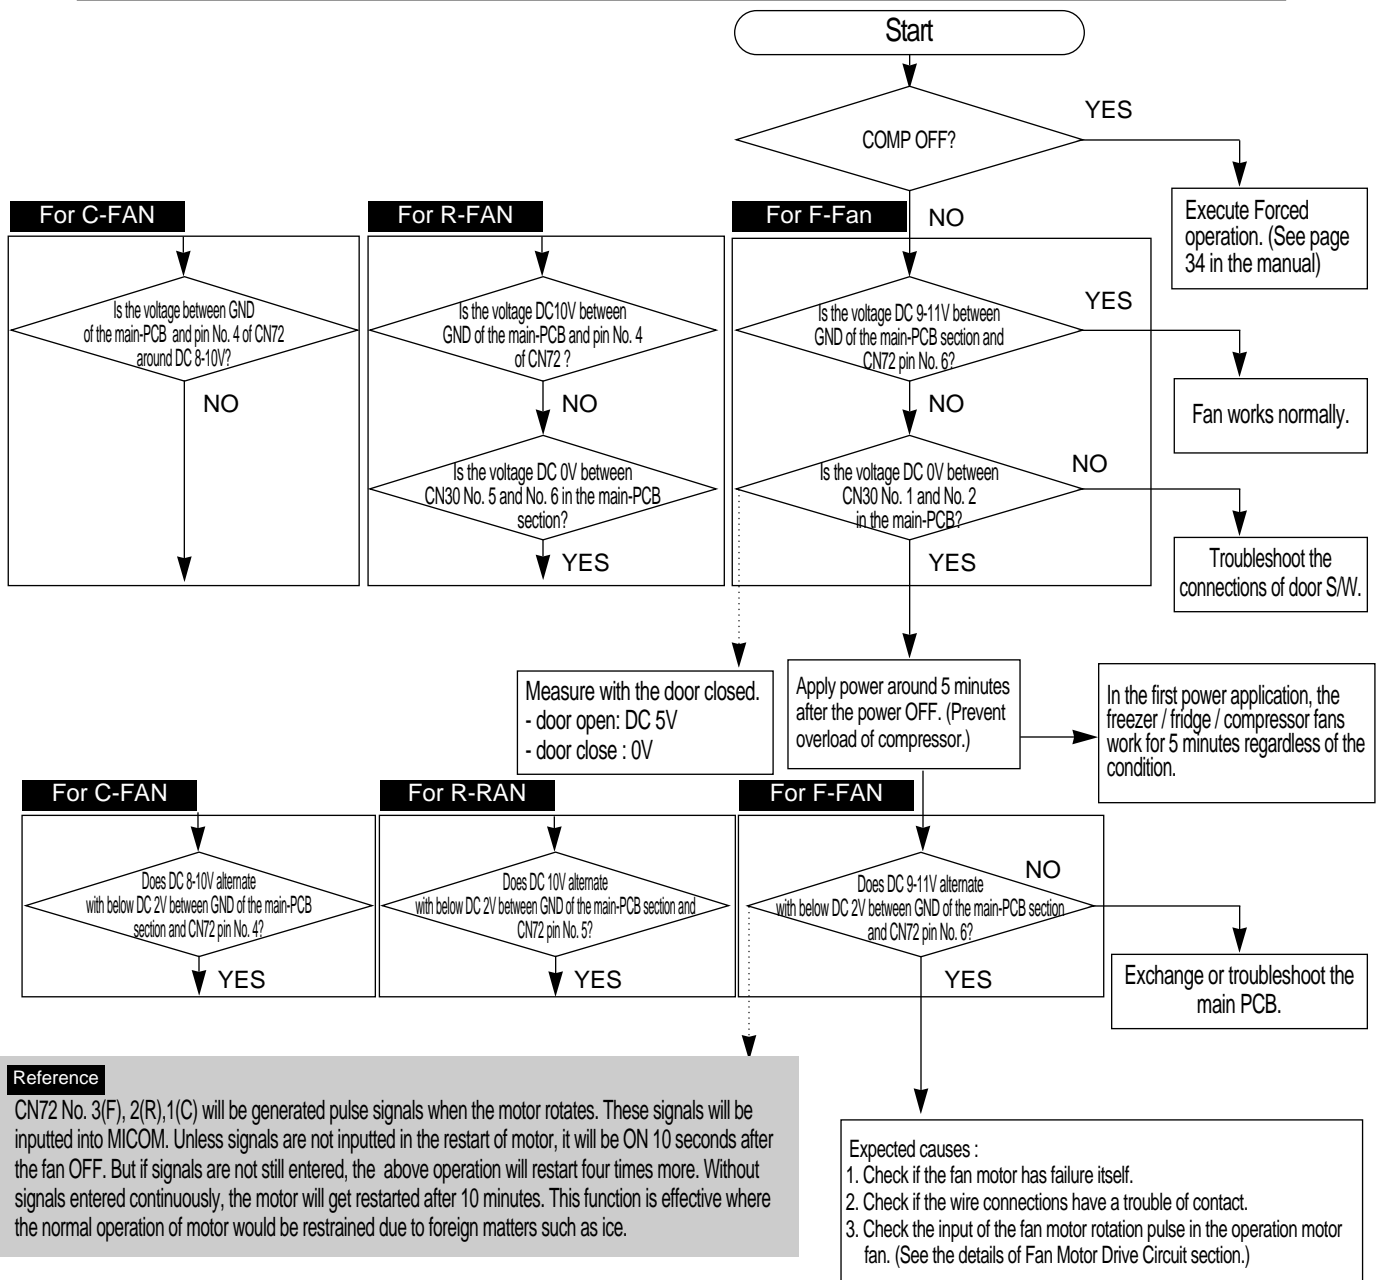 Start
COMP OFF?
YES
Execute Forced
operation. (See page
34 in the manual)
NO
For C-FAN
Is the voltage between GND
of the main-PCB and pin No. 4 of CN72
around DC 8-10V?
NO
For R-FAN
Is the voltage DC10V between
GND of the main-PCB and pin No. 4
of CN72 ?
NO
Is the voltage DC 0V between
CN30 No. 5 and No. 6 in the main-PCB
section?
YES
For F-Fan
Is the voltage DC 9-11V between
GND of the main-PCB section and
CN72 pin No. 6?
YES
Fan works normally.
NO
Is the voltage DC 0V between
CN30 No. 1 and No. 2
in the main-PCB?
NO
Troubleshoot the
connections of door S/W.
YES
Measure with the door closed.
- door open: DC 5V
- door close : 0V
Apply power around 5 minutes
after the power OFF. (Prevent
overload of compressor.)
In the first power application, the
freezer / fridge / compressor fans
work for 5 minutes regardless of the
condition.
For C-FAN
Does DC 8-10V alternate
with below DC 2V between GND of the main-PCB
section and CN72 pin No. 4?
YES
For R-RAN
Does DC 10V alternate
with below DC 2V between GND of the main-PCB section and
CN72 pin No. 5?
YES
For F-FAN
Does DC 9-11V alternate
with below DC 2V between GND of the main-PCB section
and CN72 pin No. 6?
NO
Exchange or troubleshoot the
main PCB.
YES
Reference
CN72 No. 3(F), 2(R),1(C) will be generated pulse signals when the motor rotates. These signals will be
inputted into MICOM. Unless signals are not inputted in the restart of motor, it will be ON 10 seconds after
the fan OFF. But if signals are not still entered, the above operation will restart four times more. Without
signals entered continuously, the motor will get restarted after 10 minutes. This function is effective where
the normal operation of motor would be restrained due to foreign matters such as ice.
Expected causes :
1. Check if the fan motor has failure itself.
2. Check if the wire connections have a trouble of contact.
3. Check the input of the fan motor rotation pulse in the operation motor
fan. (See the details of Fan Motor Drive Circuit section.)